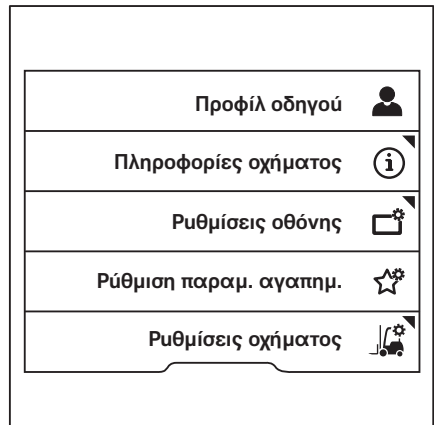 Προφίλ οδηγού
Πληροφορίες οχήματος
Ρυθμίσεις οθόνης
Ρύθμιση παραμ. αγαπημ.
Ρυθμίσεις οχήματος